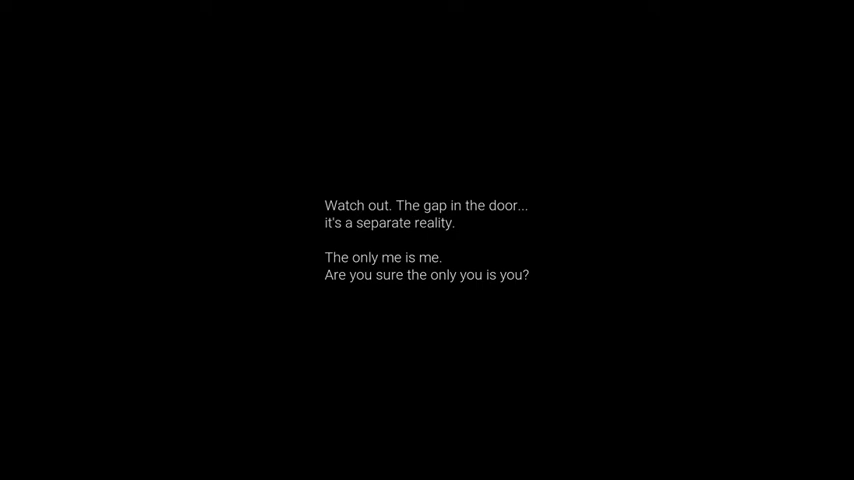 Watch out. The gap in the door...
it's a separate reality.
The only me is me.
Are you sure the only you is you?